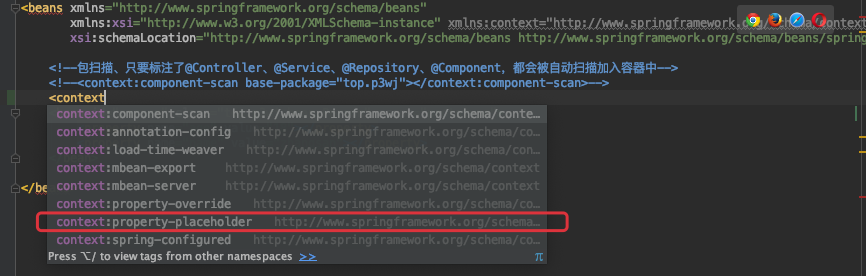 <beans xmlns="http://www.springframework.org/schema/beans"
xmlns:xsi="http://www.w3.org/2001/XMLSchema-instance" xmlns:context="http://www.springframework.org/schema/context"
xsi:schemaLocation="http://www.springframework.org/schema/beans http://www.springframework.org/schema/beans/spring
<!--包扫描、只要标注了@Controller、@Service、@Repository、@Component，都会被自动扫描加入容器中-->
<!--<context:component-scan base-package="top.p3wj"></context:component-scan>-->
<context
context:component-scan http://www.springframework.org/schema/conte…
context:annotation-config http://www.springframework.org/schema/co…
context:load-time-weaver http://www.springframework.org/schema/con…
context:mbean-export http://www.springframework.org/schema/context
context:mbean-server http://www.springframework.org/schema/context
context:property-override http://www.springframework.org/schema/co…
context:property-placeholder http://www.springframework.org/schema…
context:spring-configured http://www.springframework.org/schema/co…
Press ⌥/ to view tags from other namespaces >> π
</be